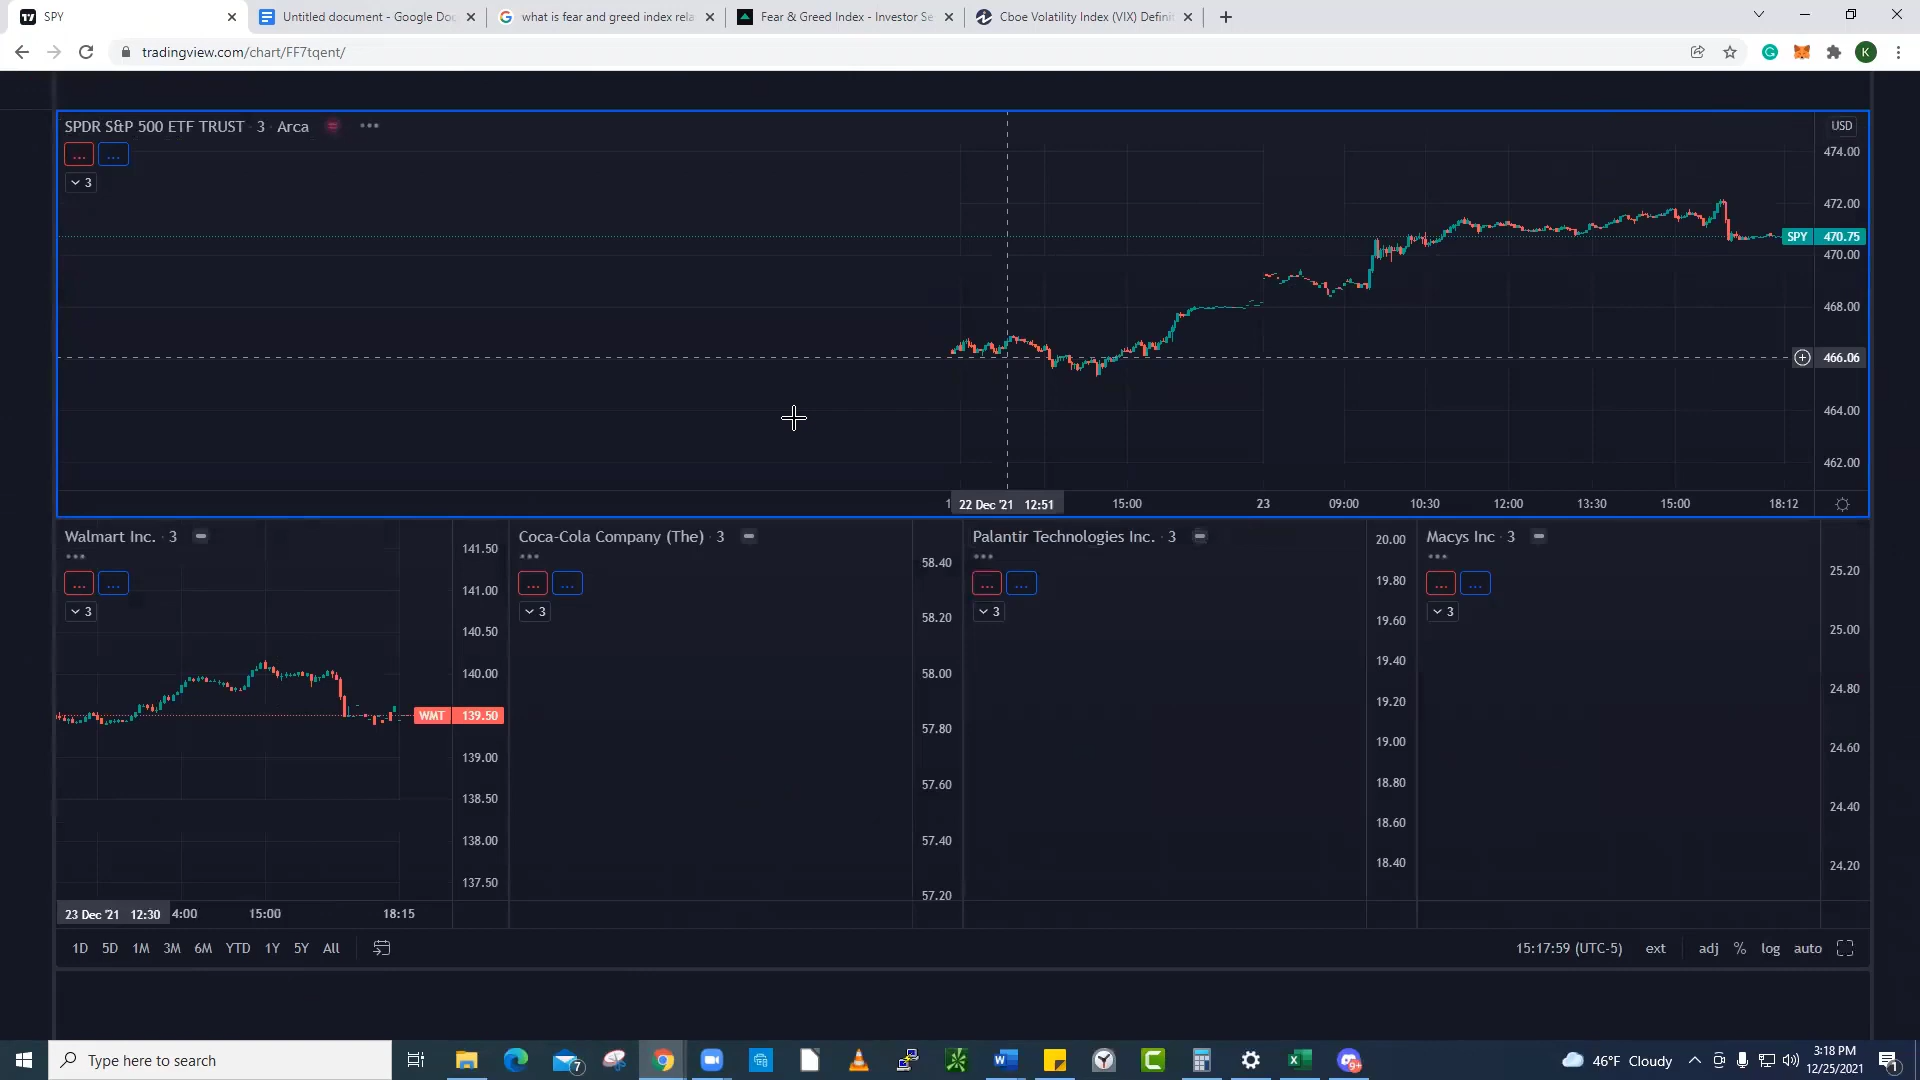 SPY
Untitled document - Google Doc
what is fear and greed index rela
Fear & Greed Index - Investor Se
Cboe Volatility Index (VIX) Definit
tradingview.com/chart/FF7tqent/
K
SPDR S&P 500 ETF TRUST · 3 · Arca
USD
474.00
3
472.00
SPY 470.75
470.00
468.00
466.06
464.00
462.00
22 Dec '21 12:51
15:00
23
09:00
10:30
12:00
13:30
15:00
18:12
Walmart Inc. · 3
3
141.50
141.00
140.50
140.00
WMT 139.50
139.00
138.50
138.00
137.50
23 Dec '21 12:30
4:00
15:00
18:15
Coca-Cola Company (The) · 3
3
58.40
58.20
58.00
57.80
57.60
57.40
57.20
Palantir Technologies Inc. · 3
3
20.00
19.80
19.60
19.40
19.20
19.00
18.80
18.60
18.40
Macys Inc · 3
3
25.20
25.00
24.80
24.60
24.40
24.20
1D 5D 1M 3M 6M YTD 1Y 5Y All
15:17:59 (UTC-5) ext adj % log auto
Type here to search
7
9+
46°F Cloudy
3:18 PM
12/25/2021
1